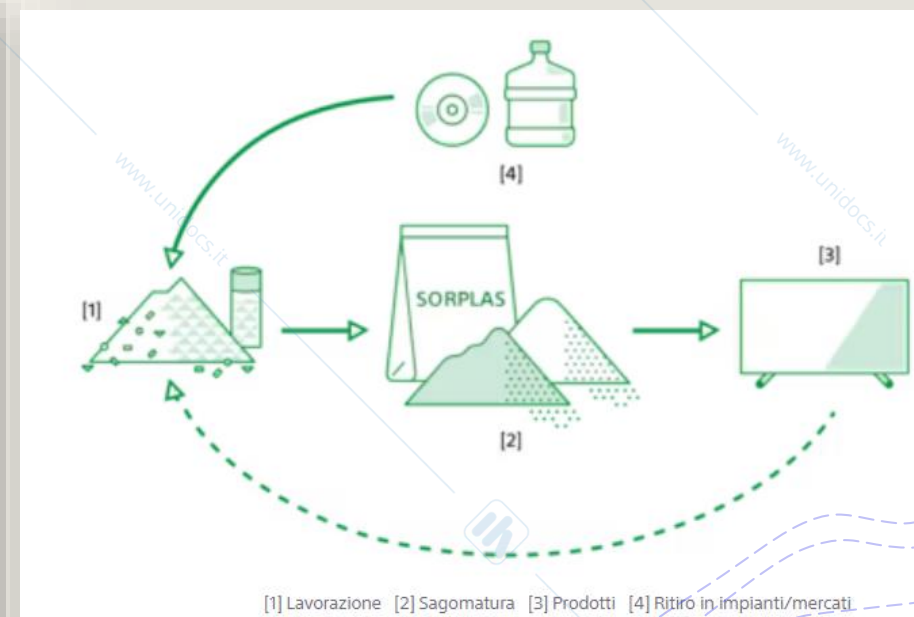 [4]
www.unidocs.it
www.unidocs.it
[3]
[1]
SORPLAS
[2]
[1] Lavorazione [2] Sagomatura [3] Prodotti [4] Ritiro in impianti/mercati